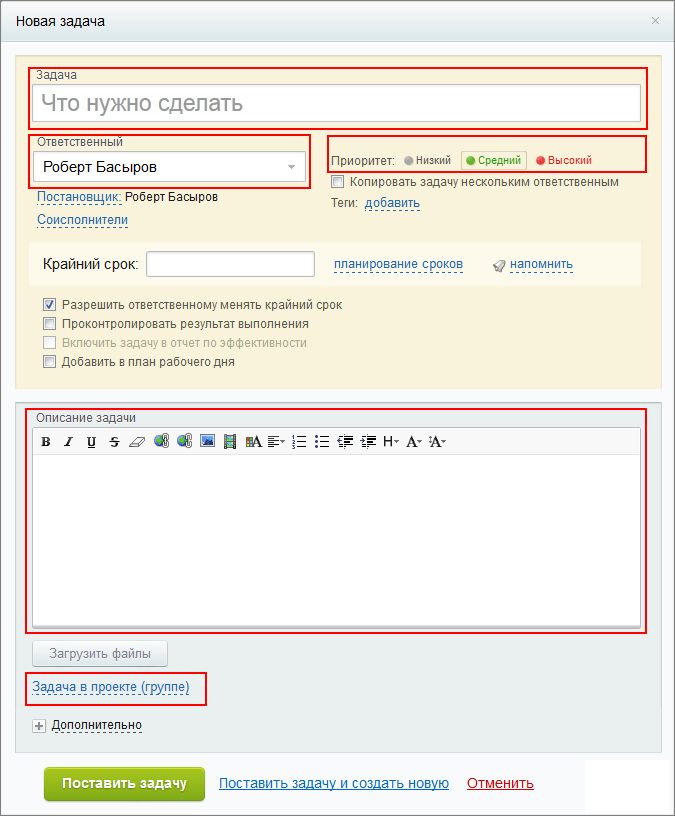 Новая задача
Задача
Что нужно сделать
Ответственный
Роберт Басыров
Приоритет: Низкий Средний Высокий
Копировать задачу нескольким ответственным
Постановщик: Роберт Басыров
Теги: добавить
Соисполнители
Крайний срок: планирование сроков напомнить
Разрешить ответственному менять крайний срок
Проконтролировать результат выполнения
Включить задачу в отчет по эффективности
Добавить в план рабочего дня
Описание задачи
B I U S A H A A
Загрузить файлы
Задача в проекте (группе)
Дополнительно
Поставить задачу Поставить задачу и создать новую Отменить